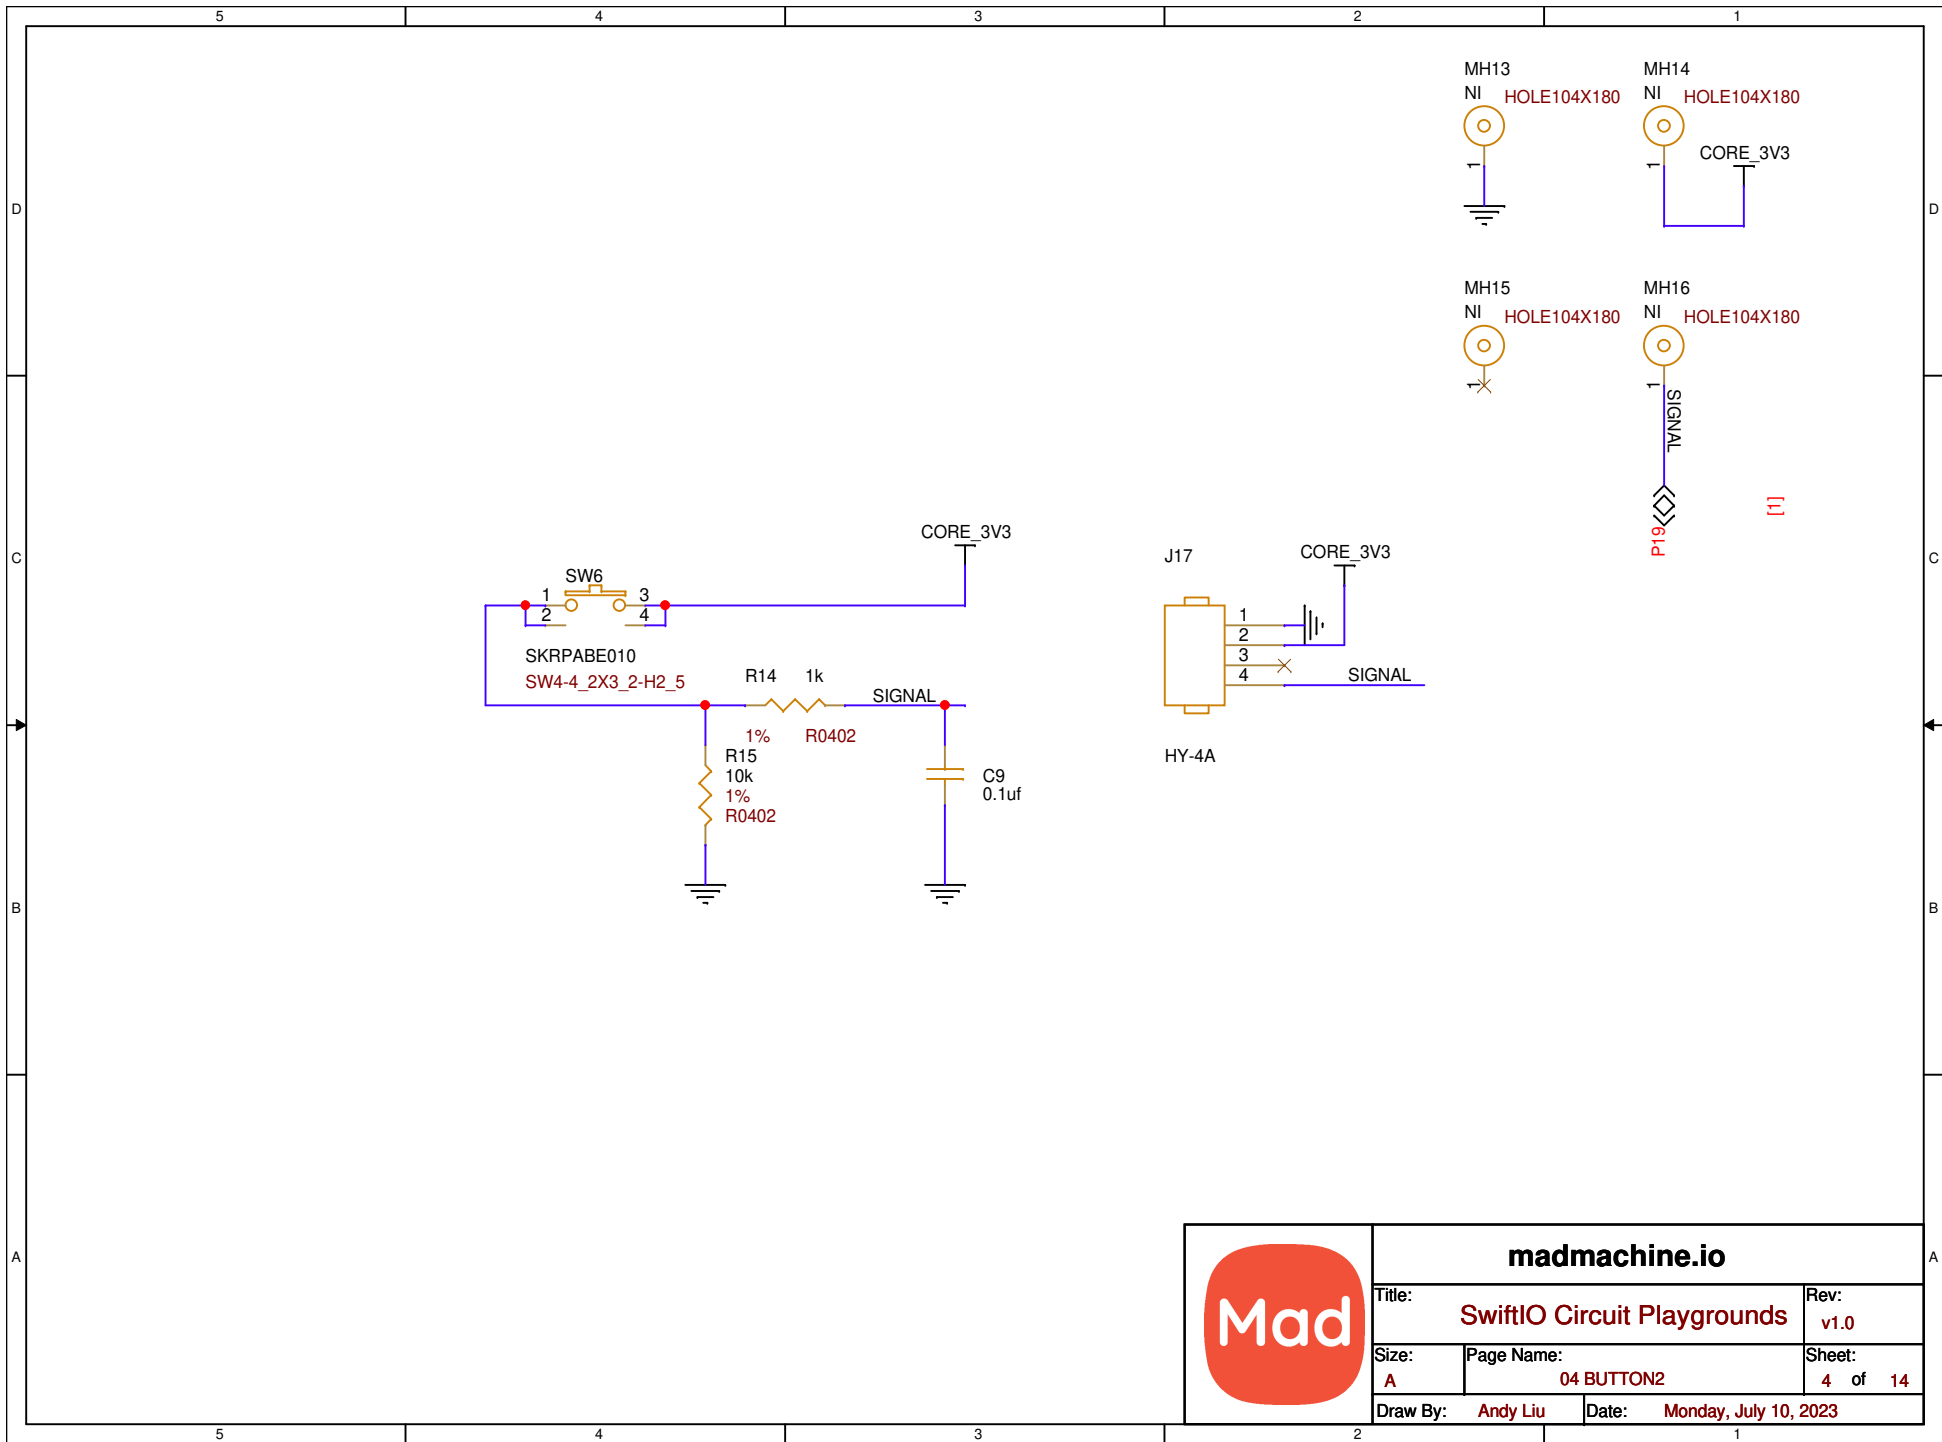 5 4 3 2 1
MH13 MH14
NI HOLE104X180 NI HOLE104X180
CORE_3V3
1 1
D D
MH15 MH16
NI HOLE104X180 NI HOLE104X180
1 1
SIGNAL
[1]
P19
CORE_3V3
J17 CORE_3V3
C C
SW6
1 3
2 4
1
2
3
4 SIGNAL
SKRPABE010
SW4-4_2X3_2-H2_5
R14 1k
SIGNAL
1% R0402
R15
10k
1%
R0402
C9
0.1uf
HY-4A
B B
A A
Mad
madmachine.io
Title:
SwiftIO Circuit Playgrounds
Rev:
v1.0
Size:
A
Page Name:
04 BUTTON2
Sheet:
4 of 14
Draw By: Andy Liu
Date: Monday, July 10, 2023
5 4 3 2 1